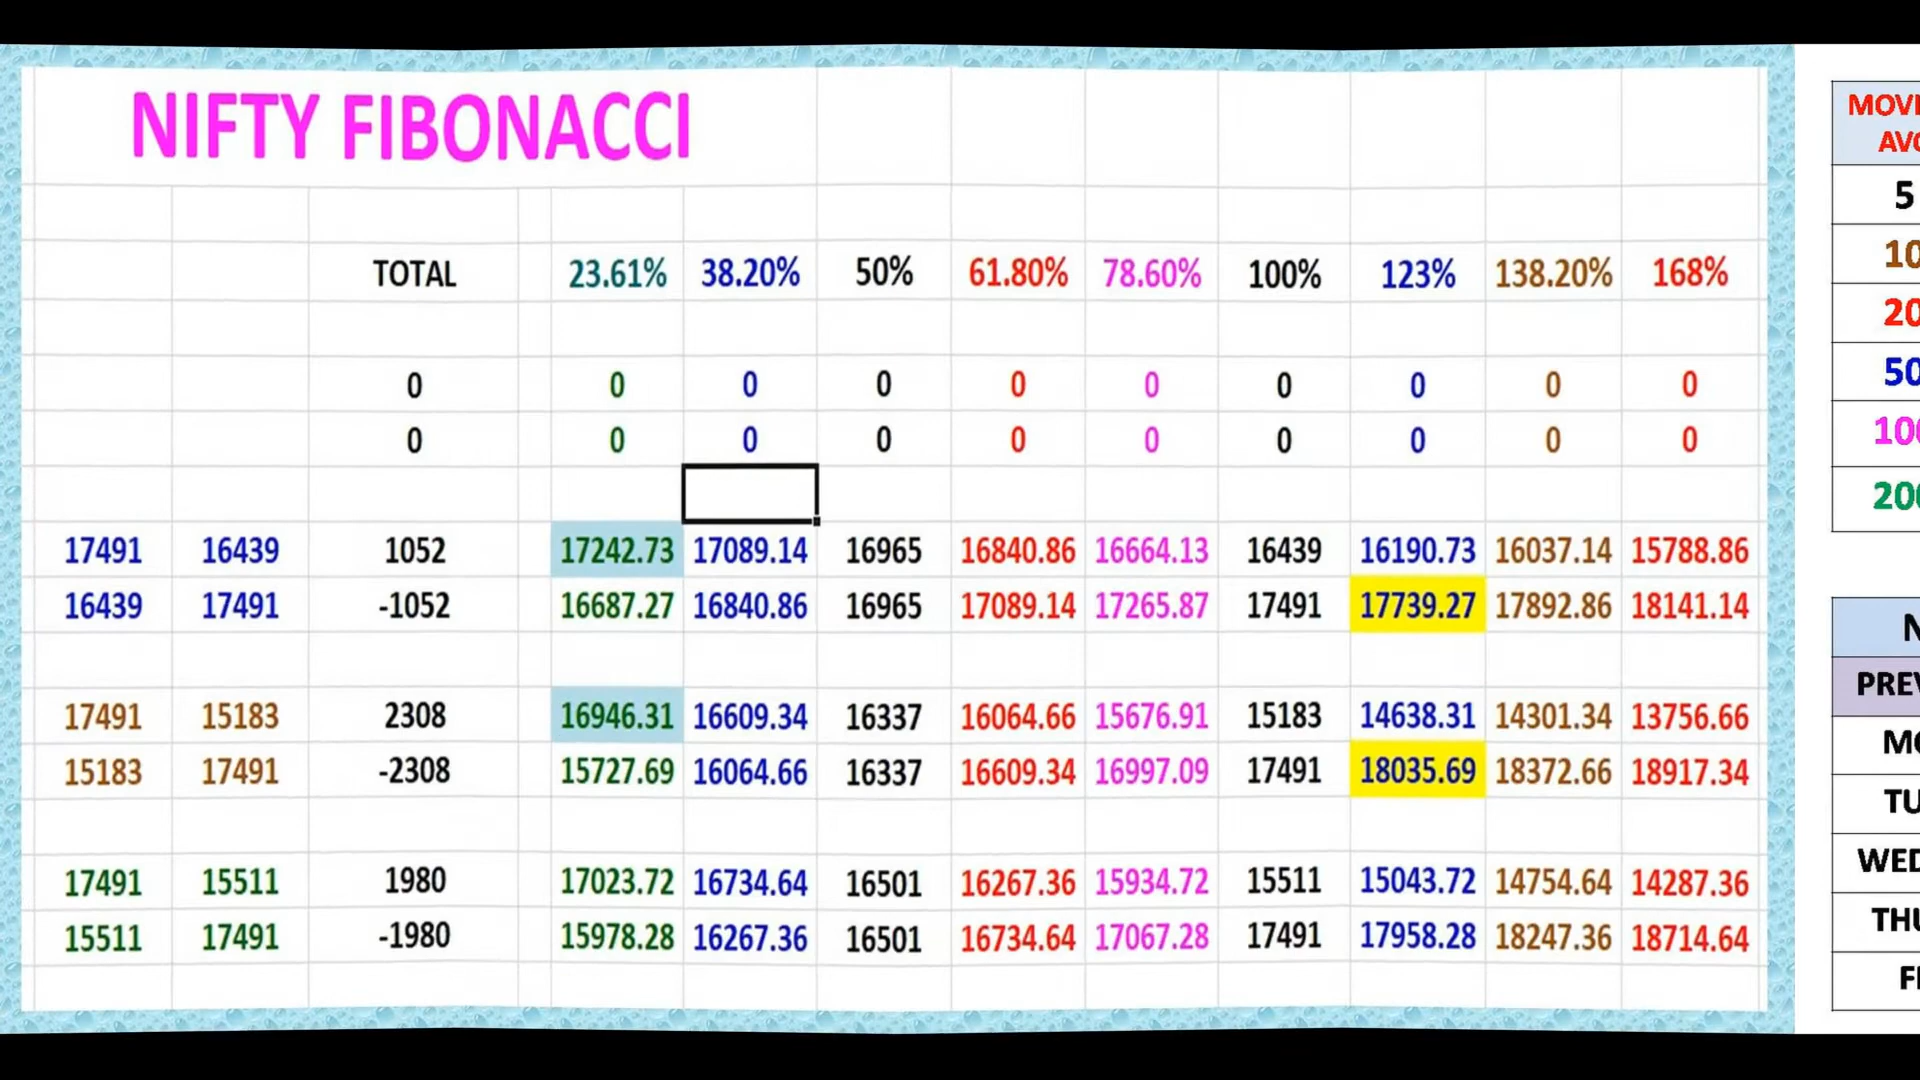 NIFTY FIBONACCI
TOTAL 23.61% 38.20% 50% 61.80% 78.60% 100% 123% 138.20% 168%
0 0 0 0 0 0 0 0 0 0
0 0 0 0 0 0 0 0 0 0
17491 16439 1052 17242.73 17089.14 16965 16840.86 16664.13 16439 16190.73 16037.14 15788.86
16439 17491 -1052 16687.27 16840.86 16965 17089.14 17265.87 17491 17739.27 17892.86 18141.14
17491 15183 2308 16946.31 16609.34 16337 16064.66 15676.91 15183 14638.31 14301.34 13756.66
15183 17491 -2308 15727.69 16064.66 16337 16609.34 16997.09 17491 18035.69 18372.66 18917.34
17491 15511 1980 17023.72 16734.64 16501 16267.36 15934.72 15511 15043.72 14754.64 14287.36
15511 17491 -1980 15978.28 16267.36 16501 16734.64 17067.28 17491 17958.28 18247.36 18714.64
5